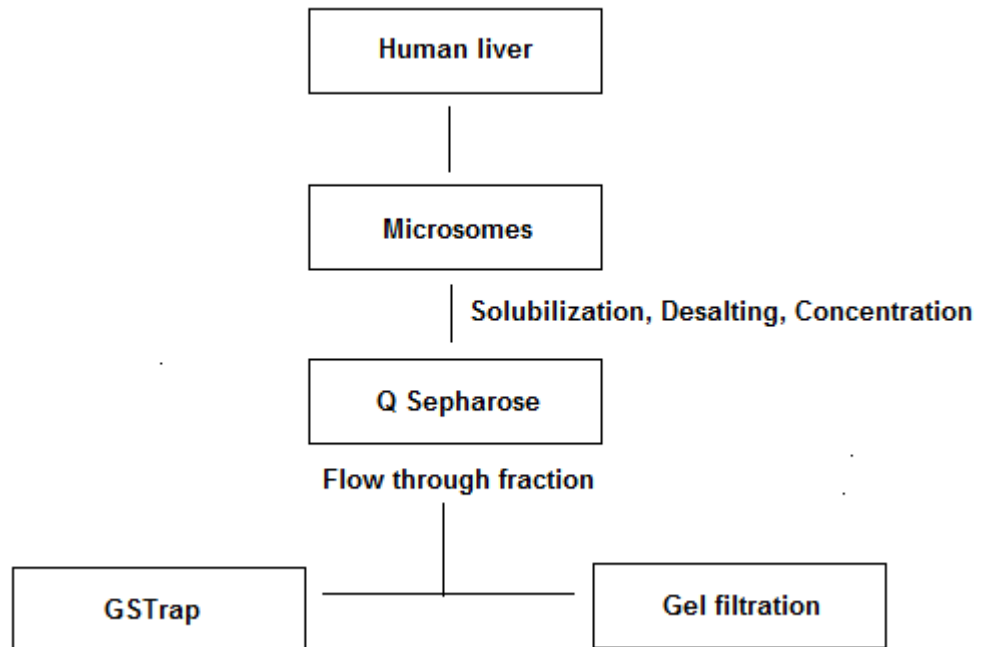 Human liver
Microsomes
Solubilization, Desalting, Concentration
Q Sepharose
Flow through fraction
GSTrap
Gel filtration